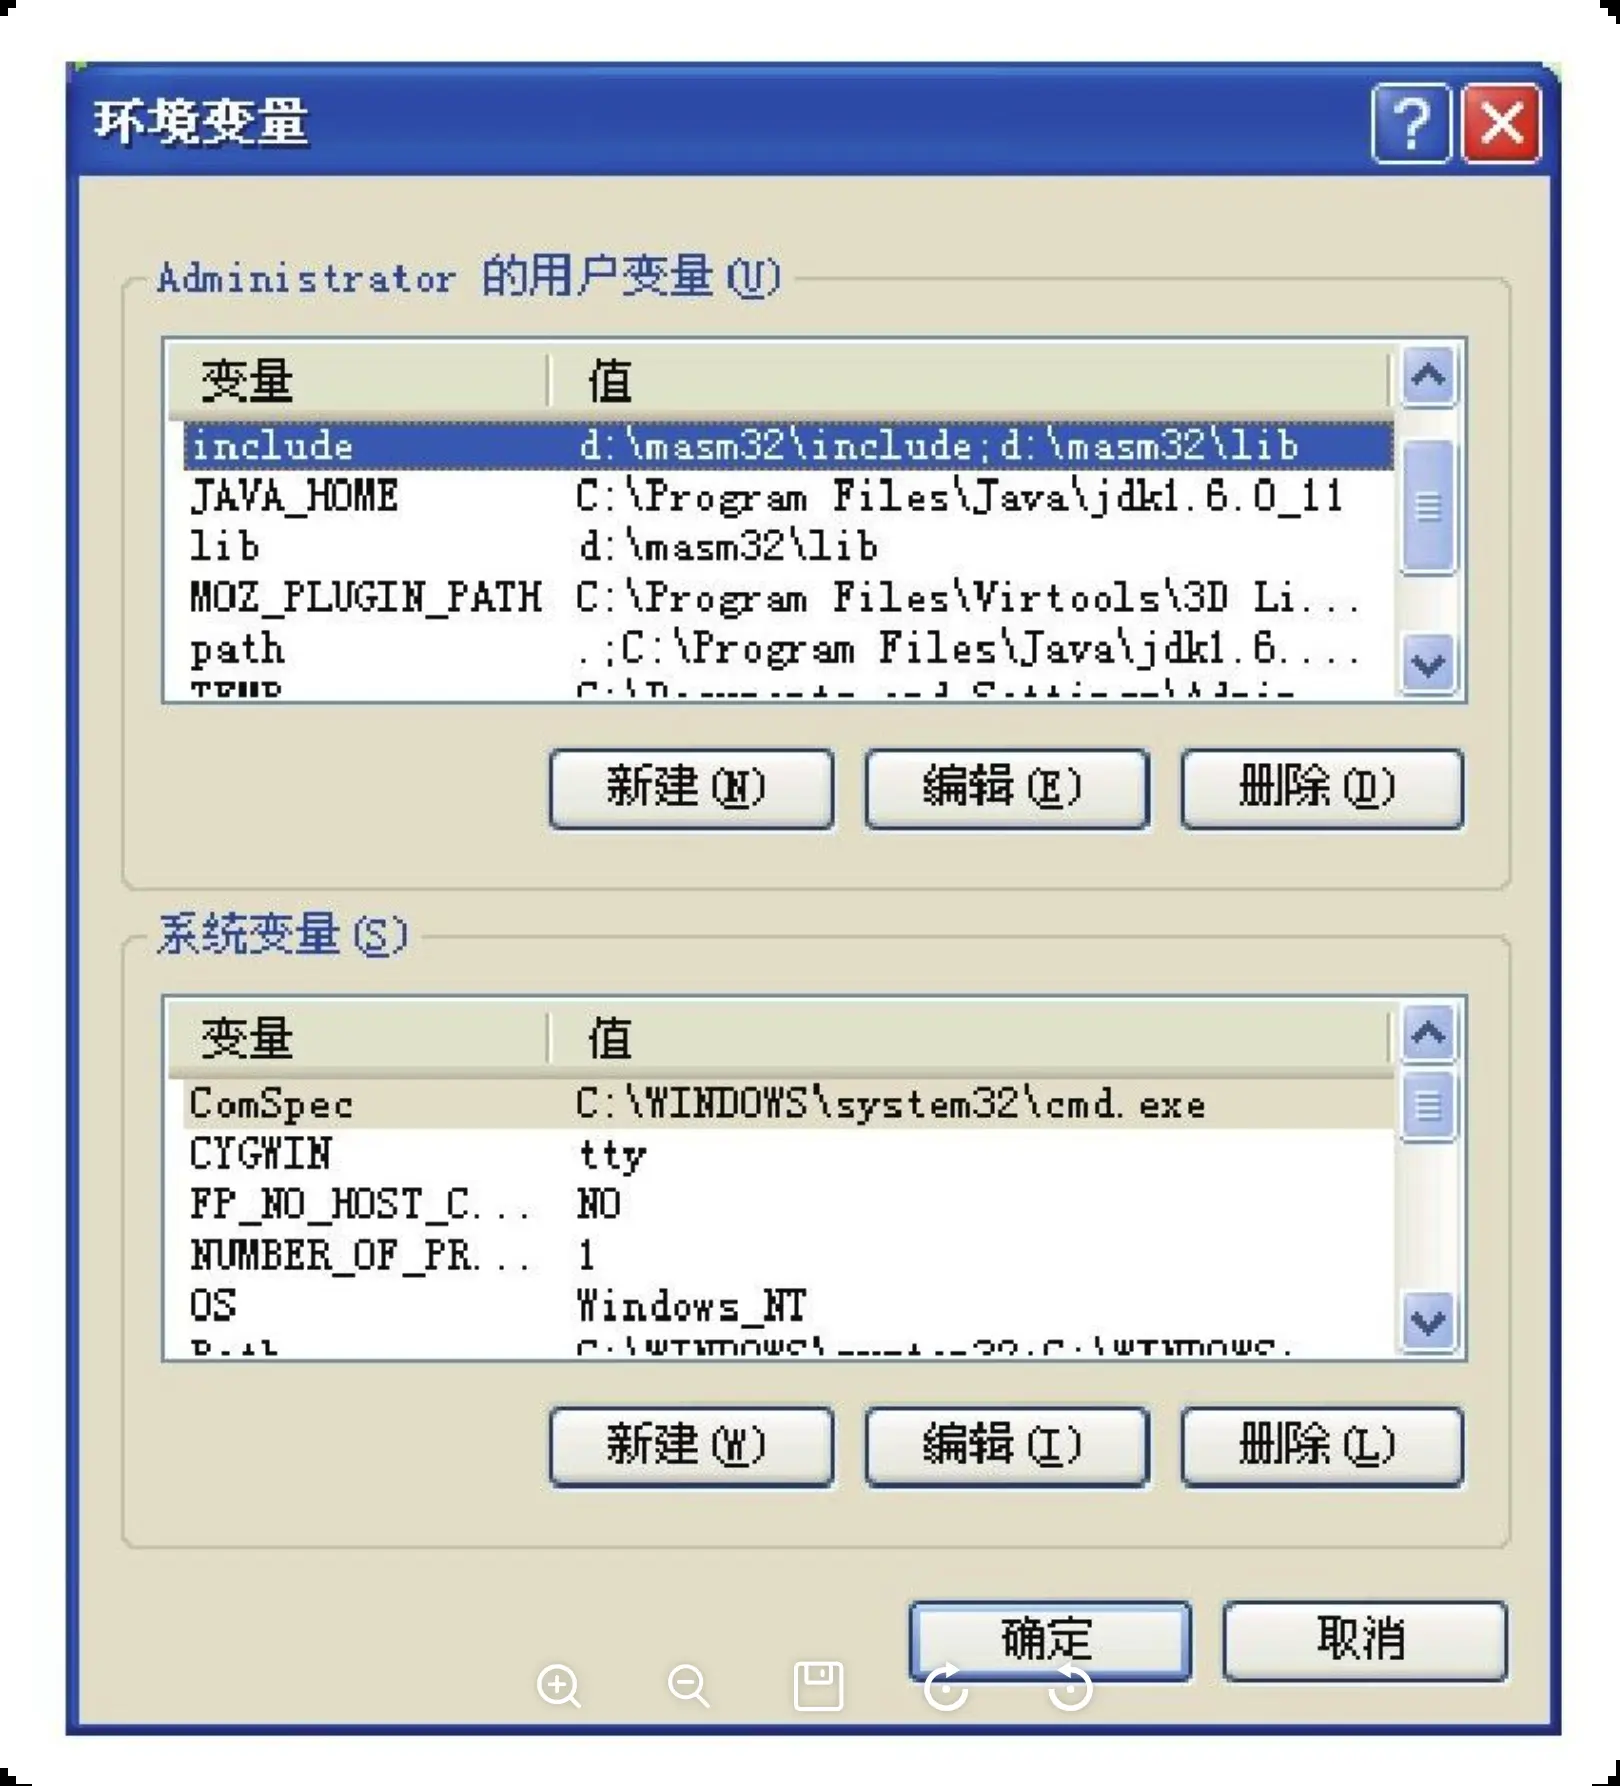 环境变量
Administrator 的用户变量(U)
变量 值
include d:\masm32\include;d:\masm32\lib
JAVA_HOME C:\Program Files\Java\jdk1.6.0_11
lib d:\masm32\lib
MOZ_PLUGIN_PATH C:\Program Files\Virtools\3D Li...
path .;C:\Program Files\Java\jdk1.6....
新建(N) 编辑(E) 删除(D)
系统变量(S)
变量 值
ComSpec C:\WINDOWS\system32\cmd.exe
CYGWIN tty
FP_NO_HOST_C... NO
NUMBER_OF_PR... 1
OS Windows_NT
新建(W) 编辑(I) 删除(L)
确定 取消